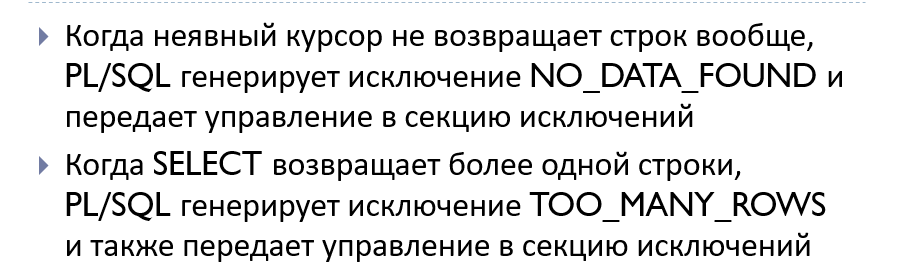 Когда неявный курсор не возвращает строк вообще,
PL/SQL генерирует исключение NO_DATA_FOUND и
передает управление в секцию исключений
Когда SELECT возвращает более одной строки,
PL/SQL генерирует исключение TOO_MANY_ROWS
и также передает управление в секцию исключений